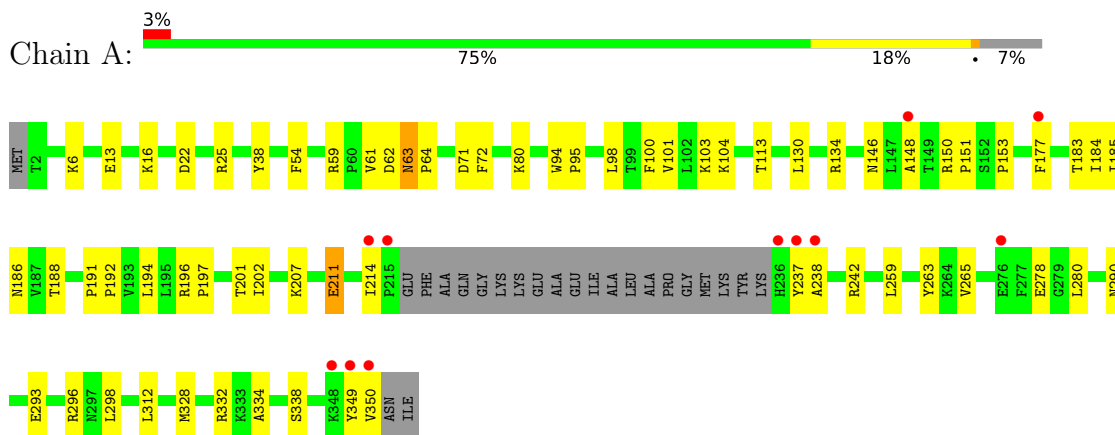 3%
Chain A:
75% 18% • 7%
MET T2 K6 E13 K16 D22 R25 Y38 F54 R59 P60 V61 D62 N63 P64 D71 F72 K80 W94 P95 L98 T99 F100 V101 L102 K103 K104 T113 L130 R134 N146 L147 A148 T149 R150 P151 S152 P153 F177 T183 I184
N186 V187 T188 P191 P192 V193 L194 L195 R196 P197 T201 I202 K207 E211 I214 P215 GLU PHE ALA GLN GLY LYS LYS GLU ALA GLU ILE ALA LEU ALA PRO GLY MET LYS TYR LYS H236 Y237 A238 R242 L259 Y263 K264 V265 E276 F277 E278 G279 L280
E293 R296 N297 L298 L312 M328 R332 K333 A334 S338 K348 Y349 V350 ASN ILE